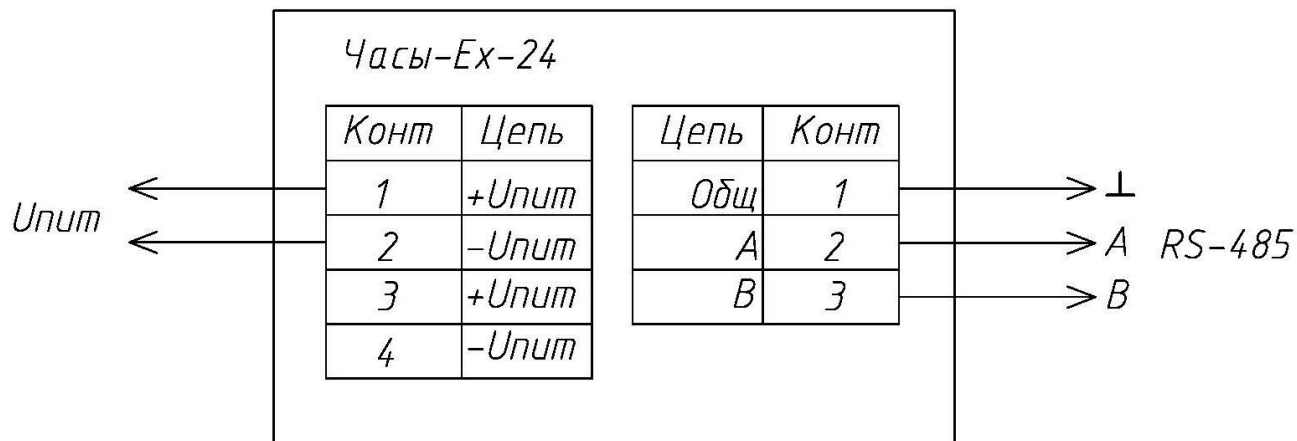 Часы-Ex-24
Конт Цепь Цепь Конт
1 +Uпит Общ 1 ⊥
Uпит
2 -Uпит A 2 A RS-485
3 +Uпит B 3 B
4 -Uпит